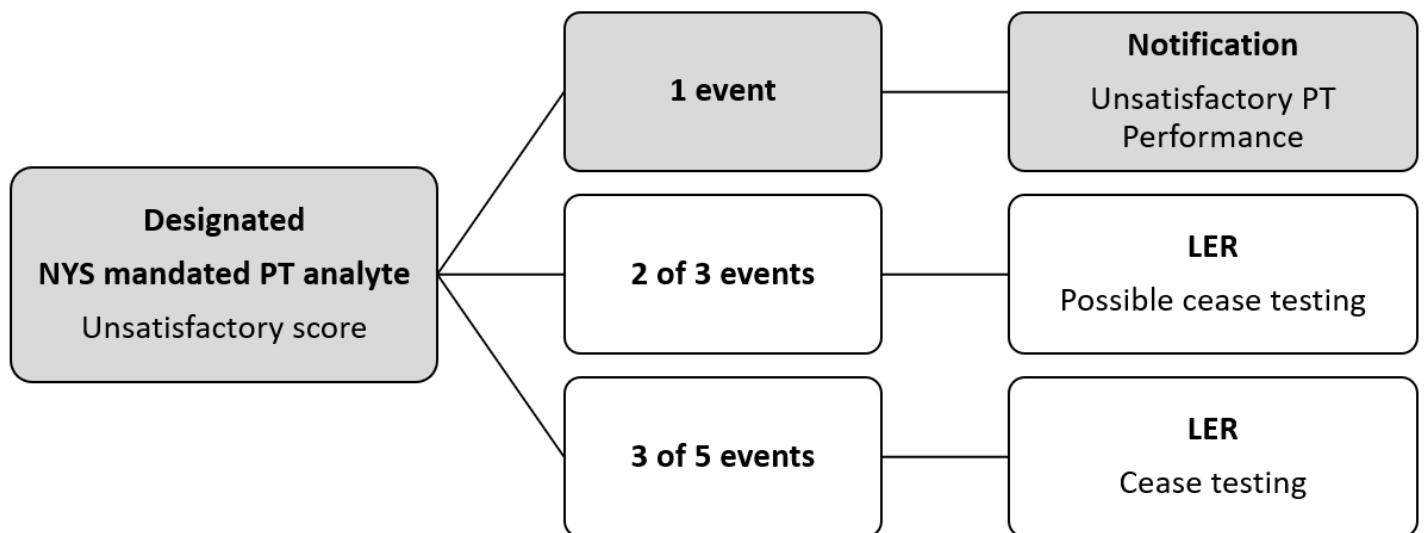 Designated
NYS mandated PT analyte
Unsatisfactory score
1 event
Notification
Unsatisfactory PT
Performance
2 of 3 events
LER
Possible cease testing
3 of 5 events
LER
Cease testing